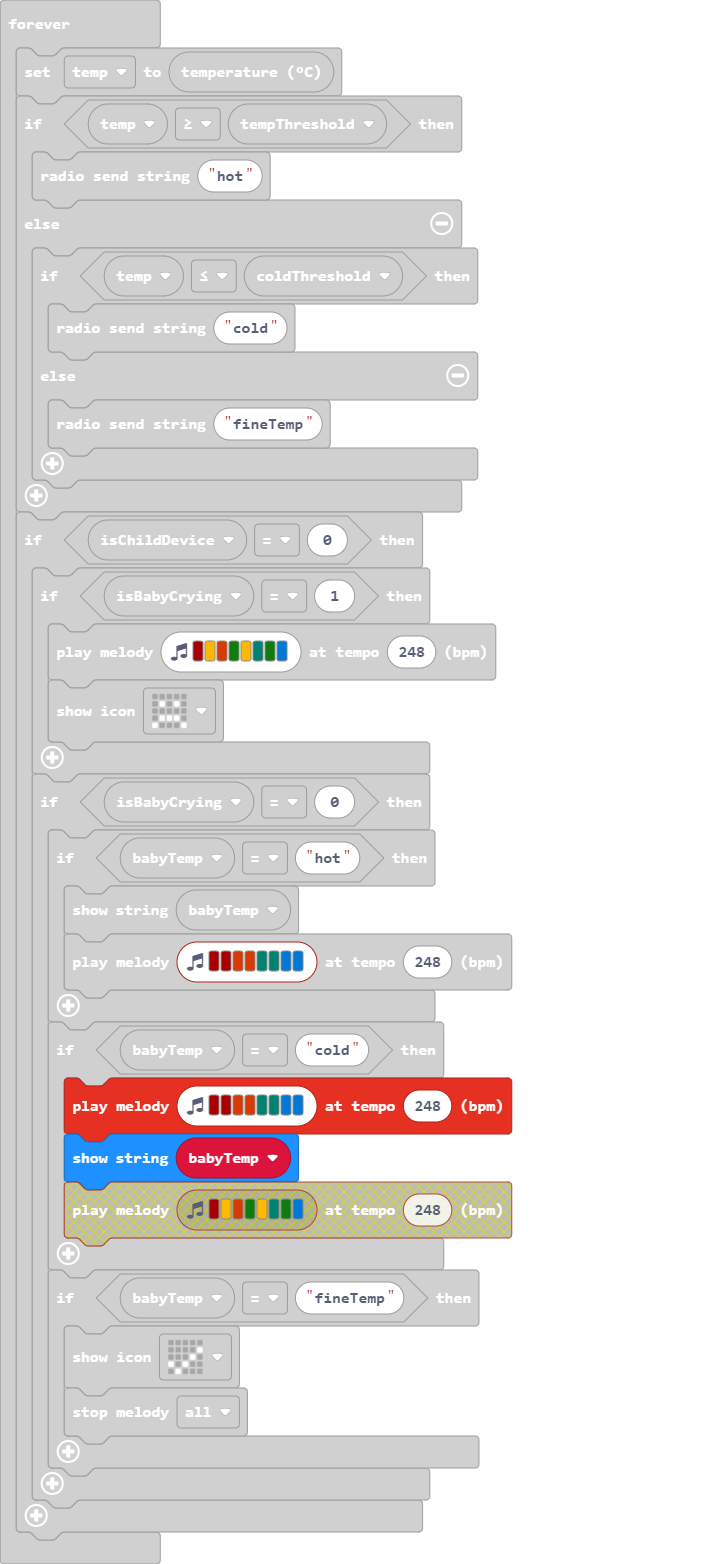 forever
set temp to temperature (°C)
if temp ≥ tempThreshold then
radio send string "hot"
else
if temp ≤ coldThreshold then
radio send string "cold"
else
radio send string "fineTemp"
if isChildDevice = 0 then
if isBabyCrying = 1 then
play melody at tempo 248 (bpm)
show icon
if isBabyCrying = 0 then
if babyTemp = "hot" then
show string babyTemp
play melody at tempo 248 (bpm)
if babyTemp = "cold" then
play melody at tempo 248 (bpm)
show string babyTemp
play melody at tempo 248 (bpm)
if babyTemp = "fineTemp" then
show icon
stop melody all